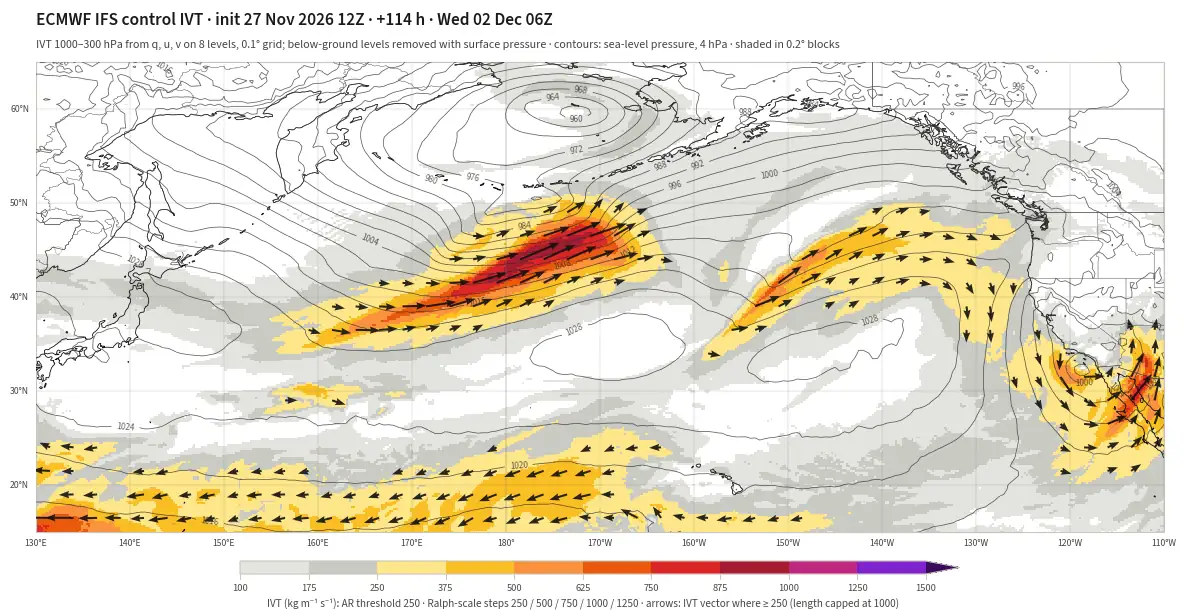 ECMWF IFS control IVT · init 27 Nov 2026 12Z · +114 h · Wed 02 Dec 06Z
IVT 1000–300 hPa from q, u, v on 8 levels, 0.1° grid; below-ground levels removed with surface pressure · contours: sea-level pressure, 4 hPa · shaded in 0.2° blocks
1016
996
964
968
960
988
972
980
976
988
992
996
1000
1004
60°N
50°N
40°N
30°N
20°N
984
1004
1028
1028
1000
1024
1020
130°E
140°E
150°E
160°E
170°E
180°
170°W
160°W
150°W
140°W
130°W
120°W
110°W
100
175
250
375
500
625
750
875
1000
1250
1500
IVT (kg m⁻¹ s⁻¹): AR threshold 250 · Ralph-scale steps 250 / 500 / 750 / 1000 / 1250 · arrows: IVT vector where ≥ 250 (length capped at 1000)